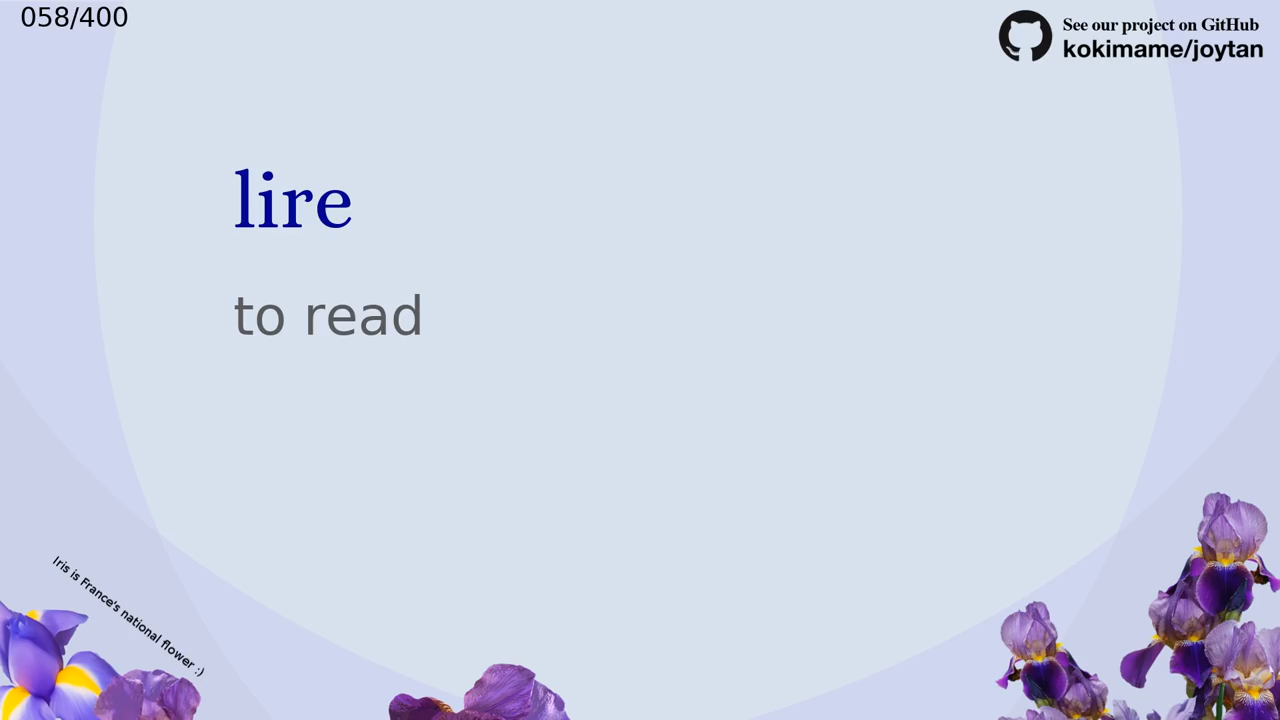 058/400
See our project on GitHub
kokimame/joytan
lire
to read
Iris is France's national flower :)